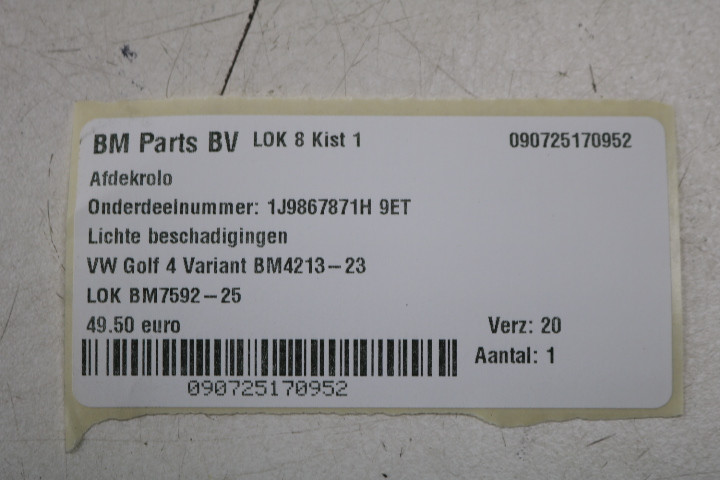 BM Parts BV LOK 8 Kist 1 090725170952
Afdekrolo
Onderdeelnummer: 1J9867871H 9ET
Lichte beschadigingen
VW Golf 4 Variant BM4213-23
LOK BM7592-25
49.50 euro Verz: 20
Aantal: 1
090725170952